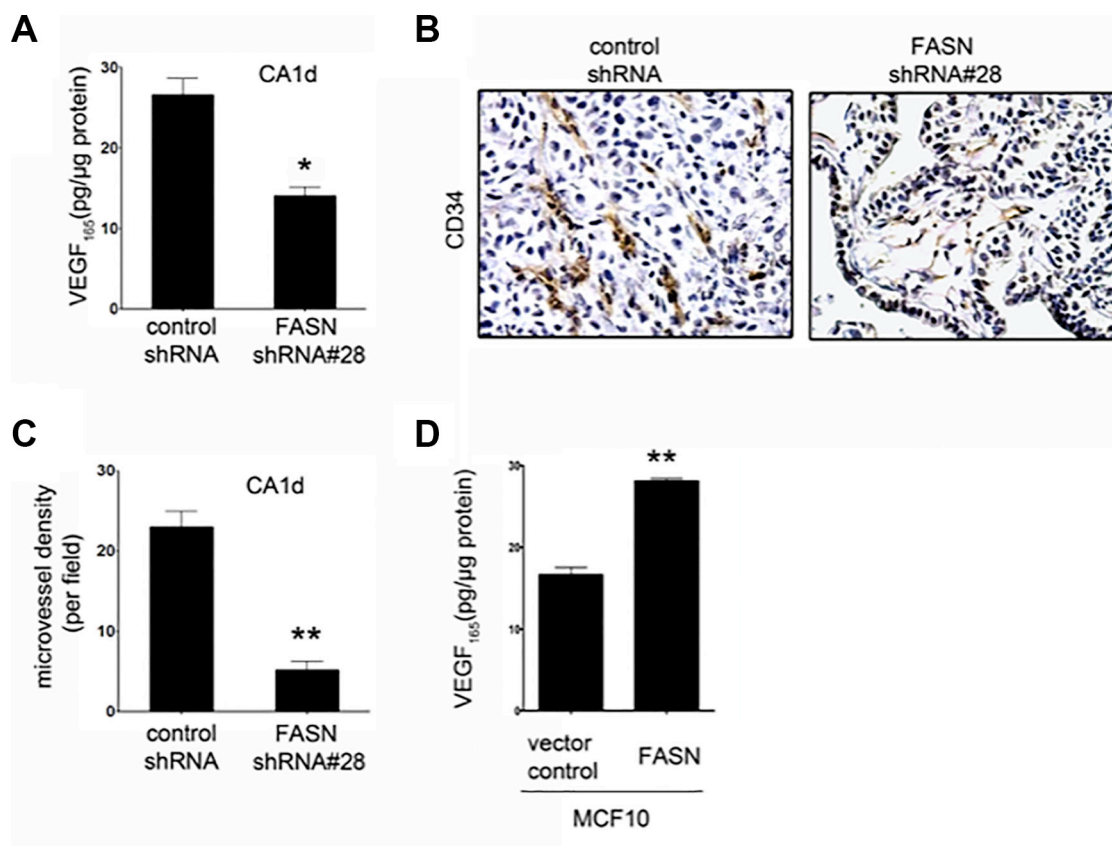 A
VEGF165(pg/µg protein)
30
20
10
0
CA1d
*
control
shRNA
FASN
shRNA#28
B
control
shRNA
FASN
shRNA#28
CD34
C
microvessel density
(per field)
30
20
10
0
CA1d
**
control
shRNA
FASN
shRNA#28
D
VEGF165(pg/µg protein)
30
20
10
0
**
vector
control
FASN
MCF10